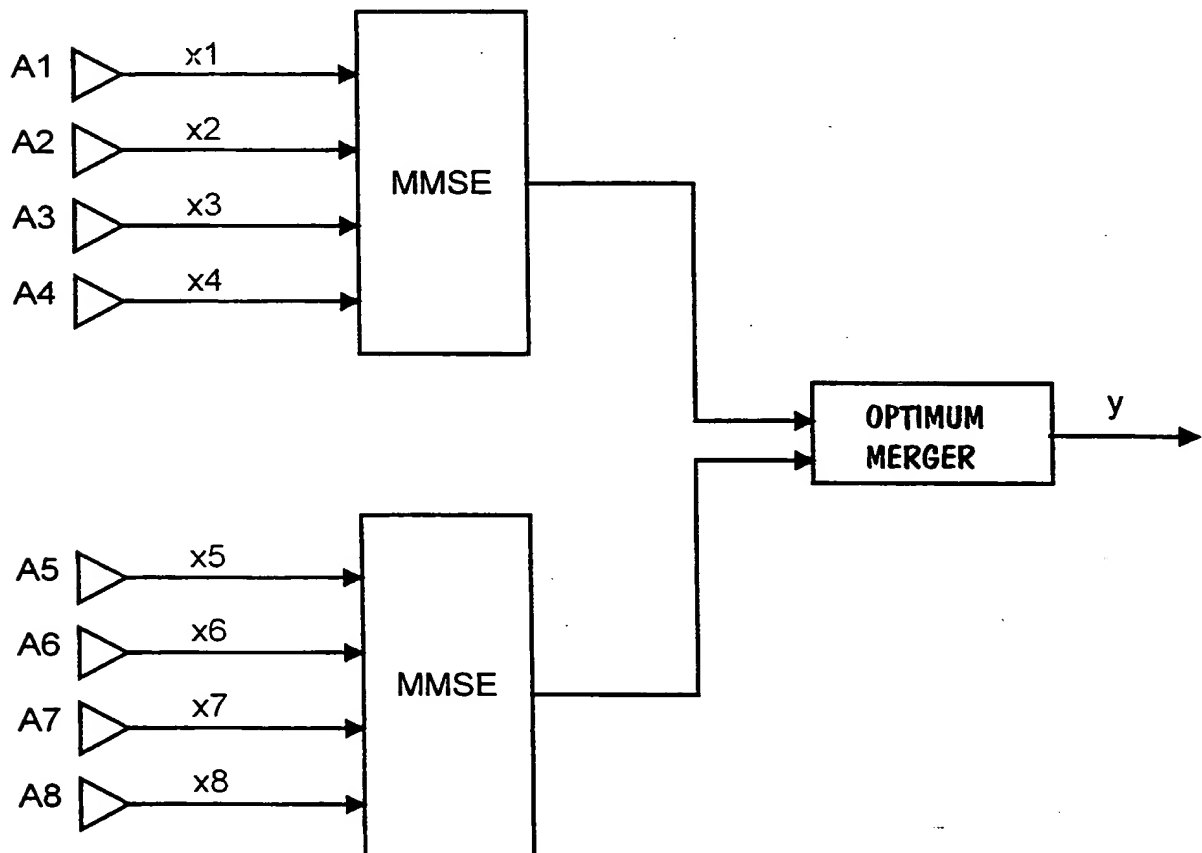 A1 x1
A2 x2
A3 x3
A4 x4
MMSE
OPTIMUM
MERGER
y
A5 x5
A6 x6
A7 x7
A8 x8
MMSE